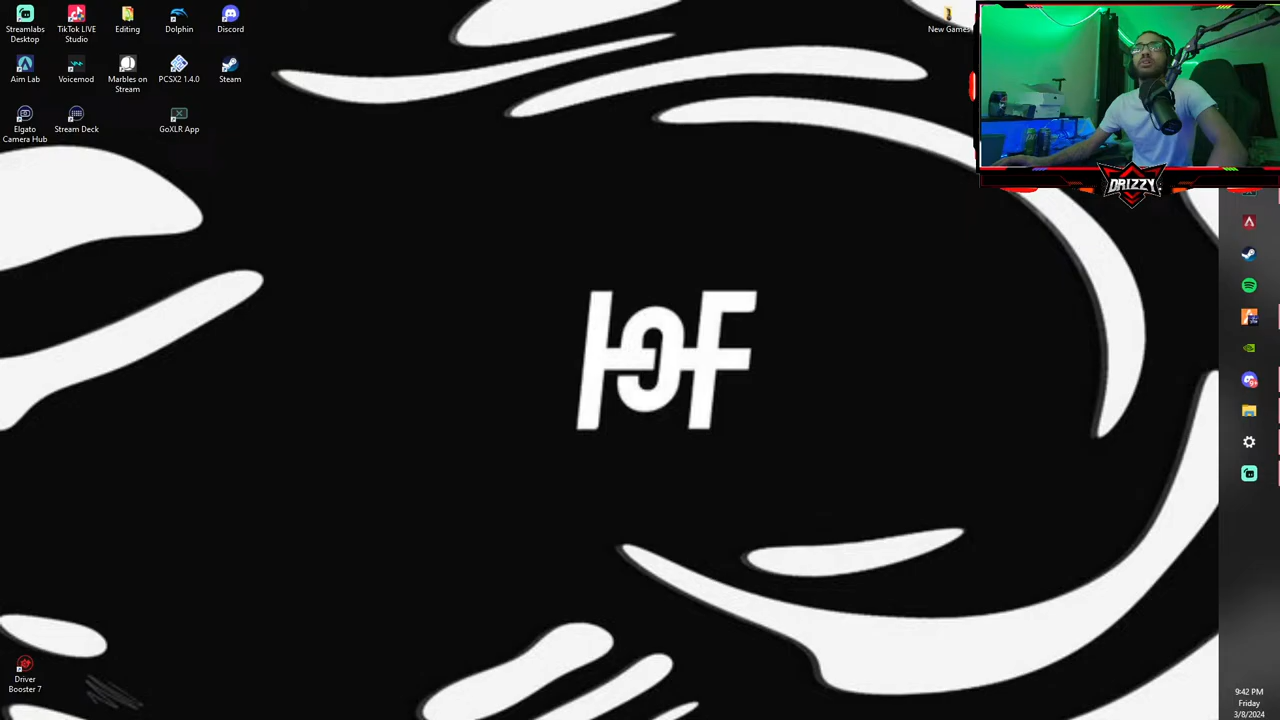 Streamlabs Desktop
TikTok LIVE Studio
Editing
Dolphin
Discord
New Games
Aim Lab
Voicemod
Marbles on Stream
PCSX2 1.4.0
Steam
Elgato Camera Hub
Stream Deck
GoXLR App
DRIZZY
HOF
Driver Booster 7
9:42 PM
Friday
3/8/2024